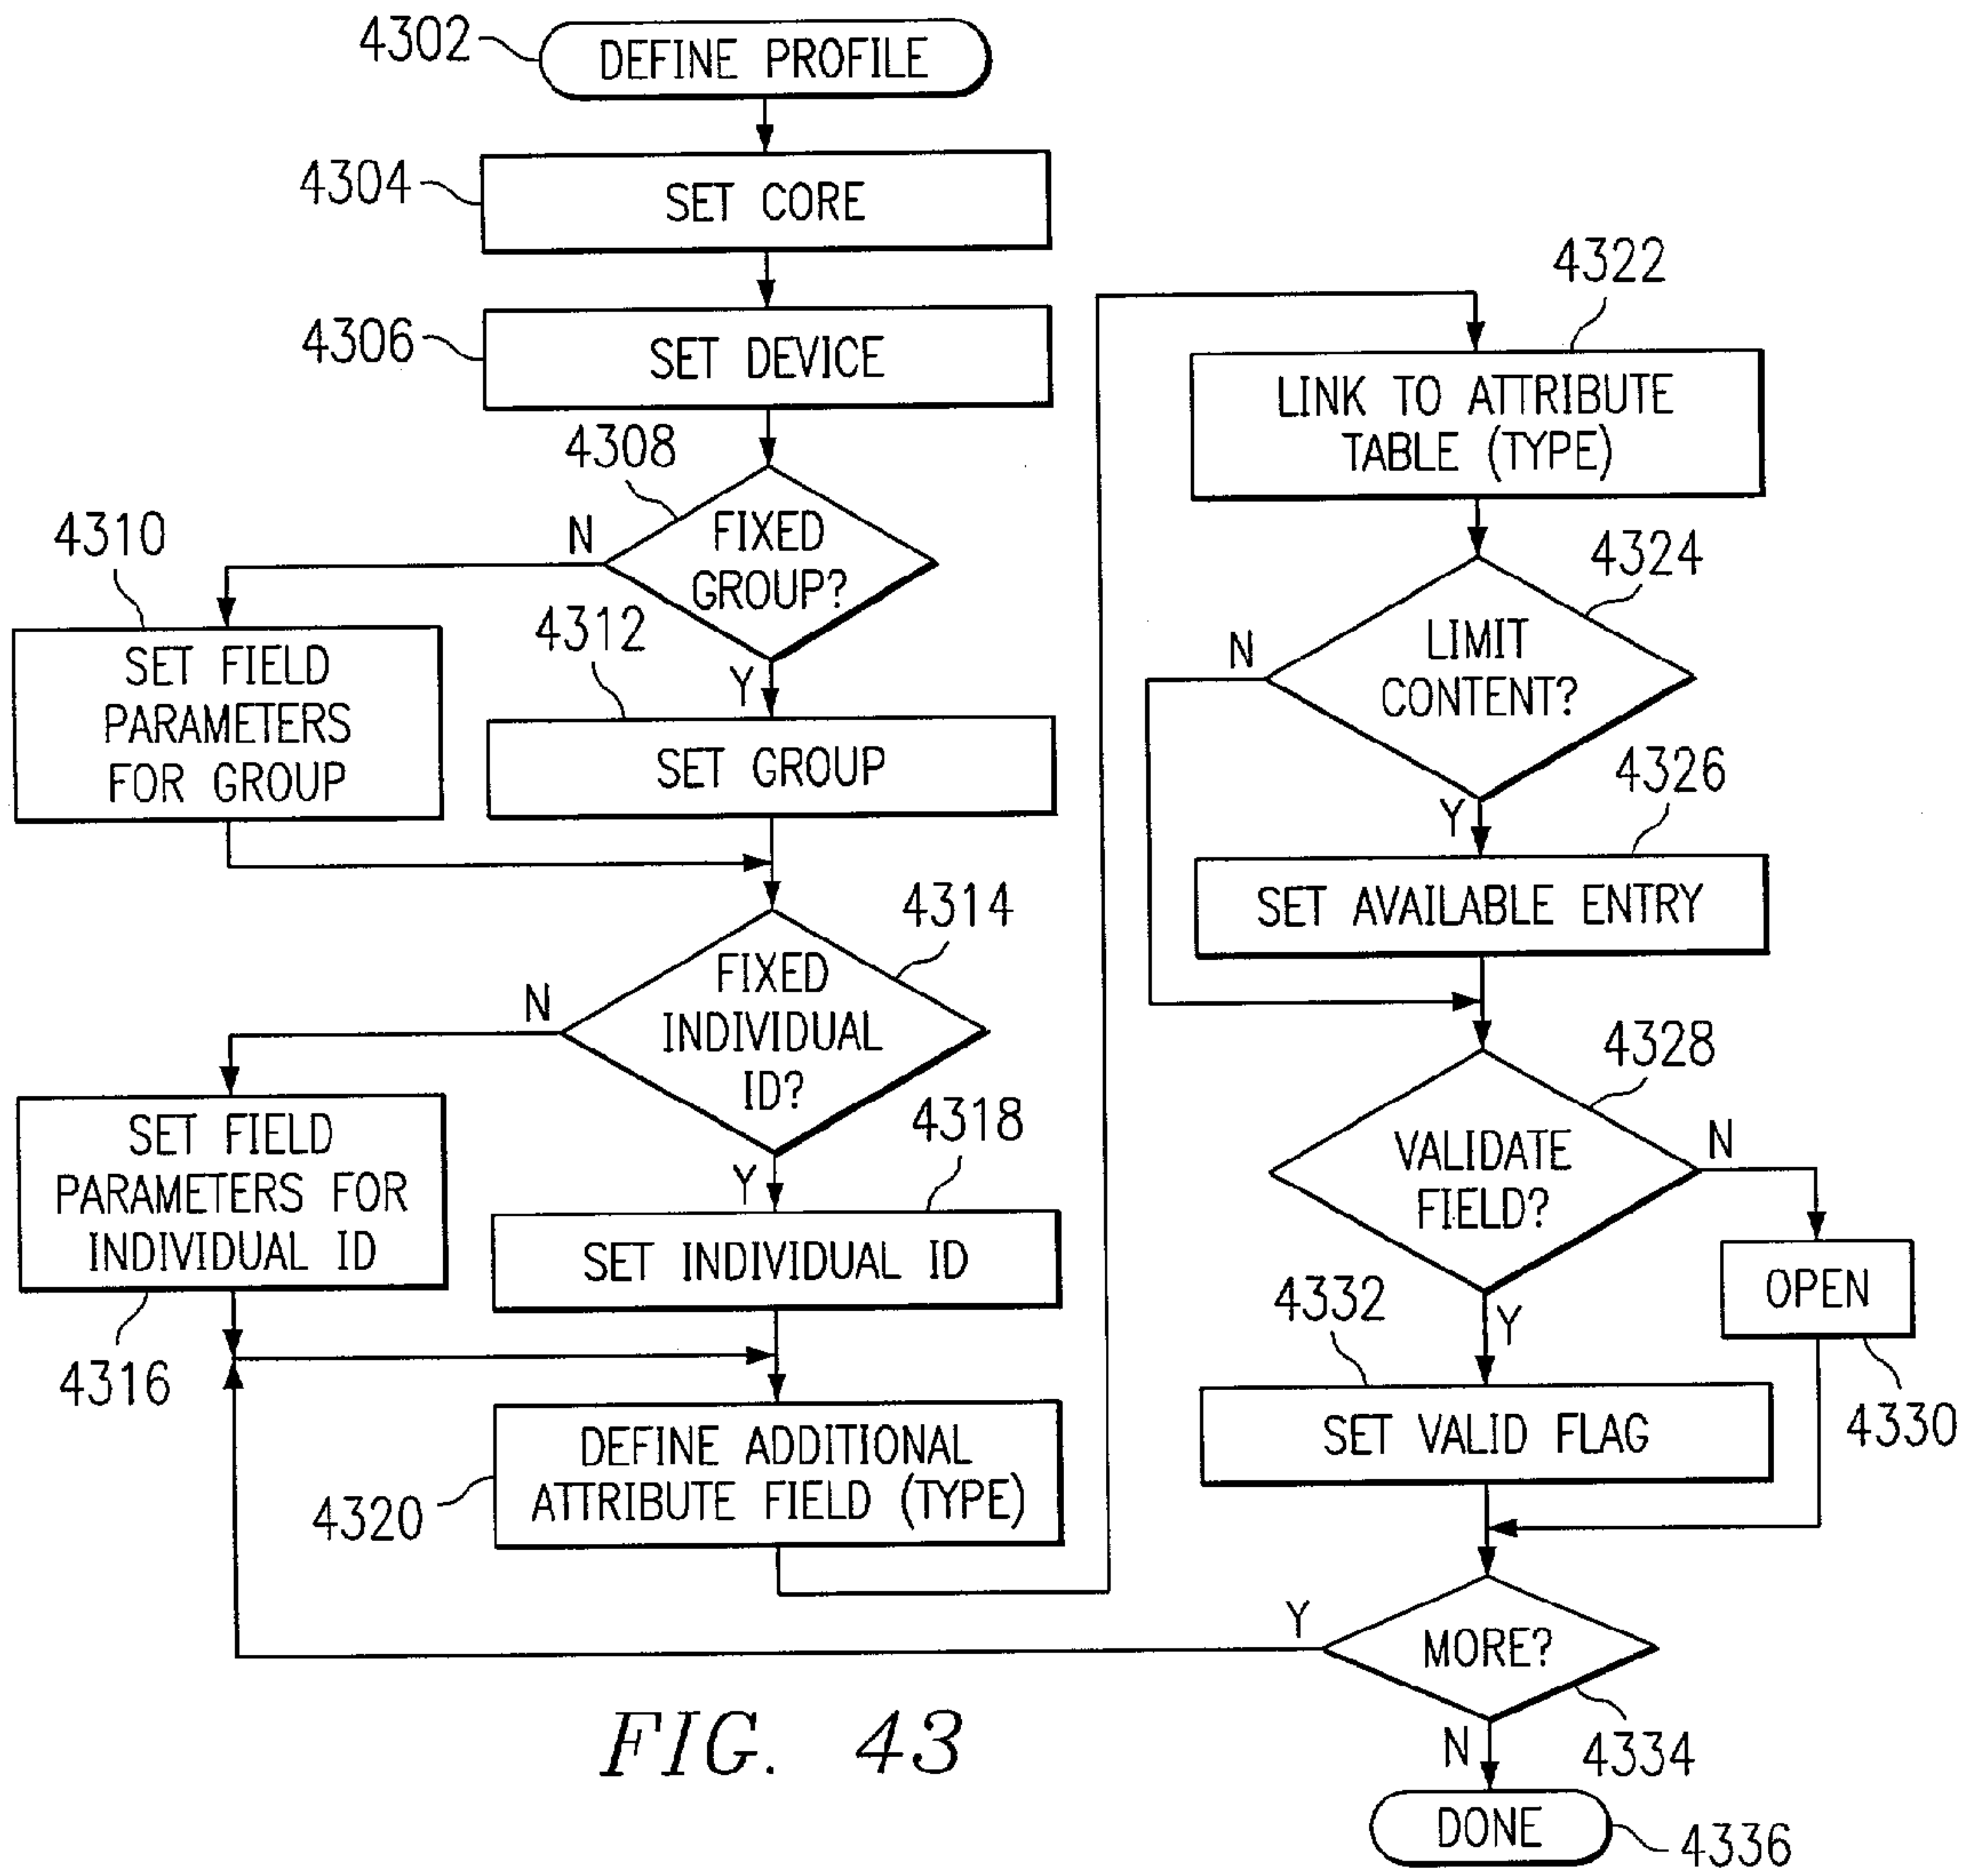 4302
DEFINE PROFILE
4304
SET CORE
4306
SET DEVICE
4308
FIXED
GROUP?
N
Y
4310
SET FIELD
PARAMETERS
FOR GROUP
4312
SET GROUP
4314
FIXED
INDIVIDUAL
ID?
N
Y
SET FIELD
PARAMETERS FOR
INDIVIDUAL ID
4316
4318
SET INDIVIDUAL ID
4320
DEFINE ADDITIONAL
ATTRIBUTE FIELD (TYPE)
4322
LINK TO ATTRIBUTE
TABLE (TYPE)
4324
LIMIT
CONTENT?
N
Y
4326
SET AVAILABLE ENTRY
4328
VALIDATE
FIELD?
N
Y
OPEN
4330
4332
SET VALID FLAG
MORE?
Y
N
4334
DONE
4336
FIG. 43